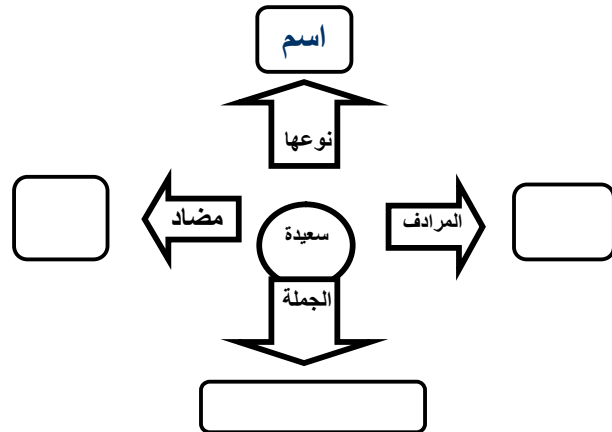 اسم
نوعها
المرادف
سعيدة
مضاد
الجملة